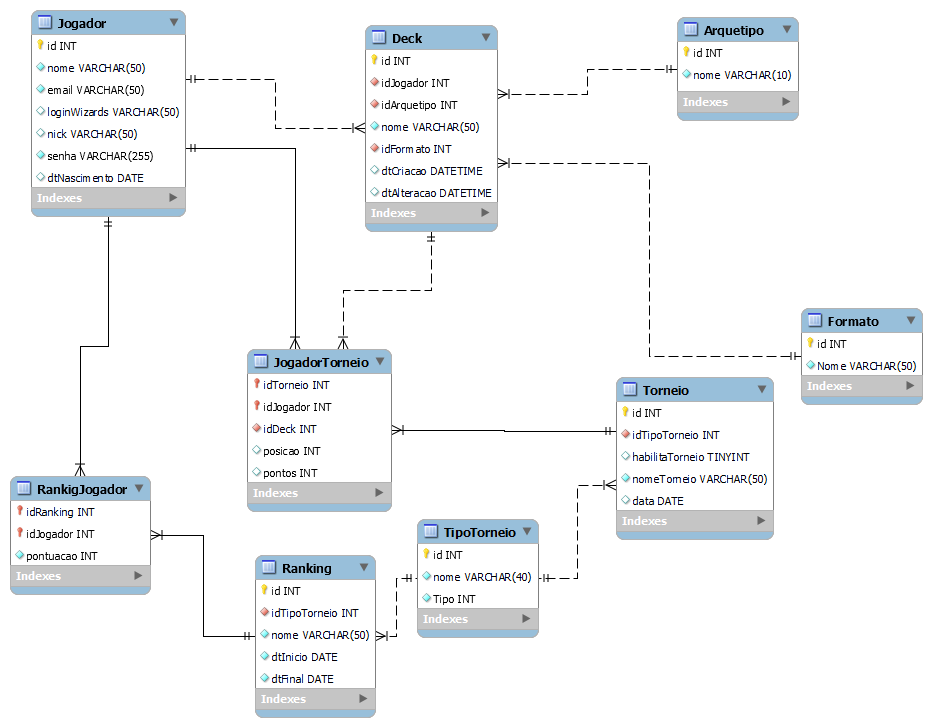 Jogador
id INT
nome VARCHAR(50)
email VARCHAR(50)
loginWizards VARCHAR(50)
nick VARCHAR(50)
senha VARCHAR(255)
dtNascimento DATE
Indexes
Deck
id INT
idJogador INT
idArquetipo INT
nome VARCHAR(50)
idFormato INT
dtCriacao DATETIME
dtAlteracao DATETIME
Indexes
Arquetipo
id INT
nome VARCHAR(10)
Indexes
Formato
id INT
Nome VARCHAR(50)
Indexes
JogadorTorneio
idTorneio INT
idJogador INT
idDeck INT
posicao INT
pontos INT
Indexes
Torneio
id INT
idTipoTorneio INT
habilitaTorneio TINYINT
nomeTorneio VARCHAR(50)
data DATE
Indexes
RankigJogador
idRanking INT
idJogador INT
pontuacao INT
Indexes
TipoTorneio
id INT
nome VARCHAR(40)
Tipo INT
Indexes
Ranking
id INT
idTipoTorneio INT
nome VARCHAR(50)
dtInicio DATE
dtFinal DATE
Indexes